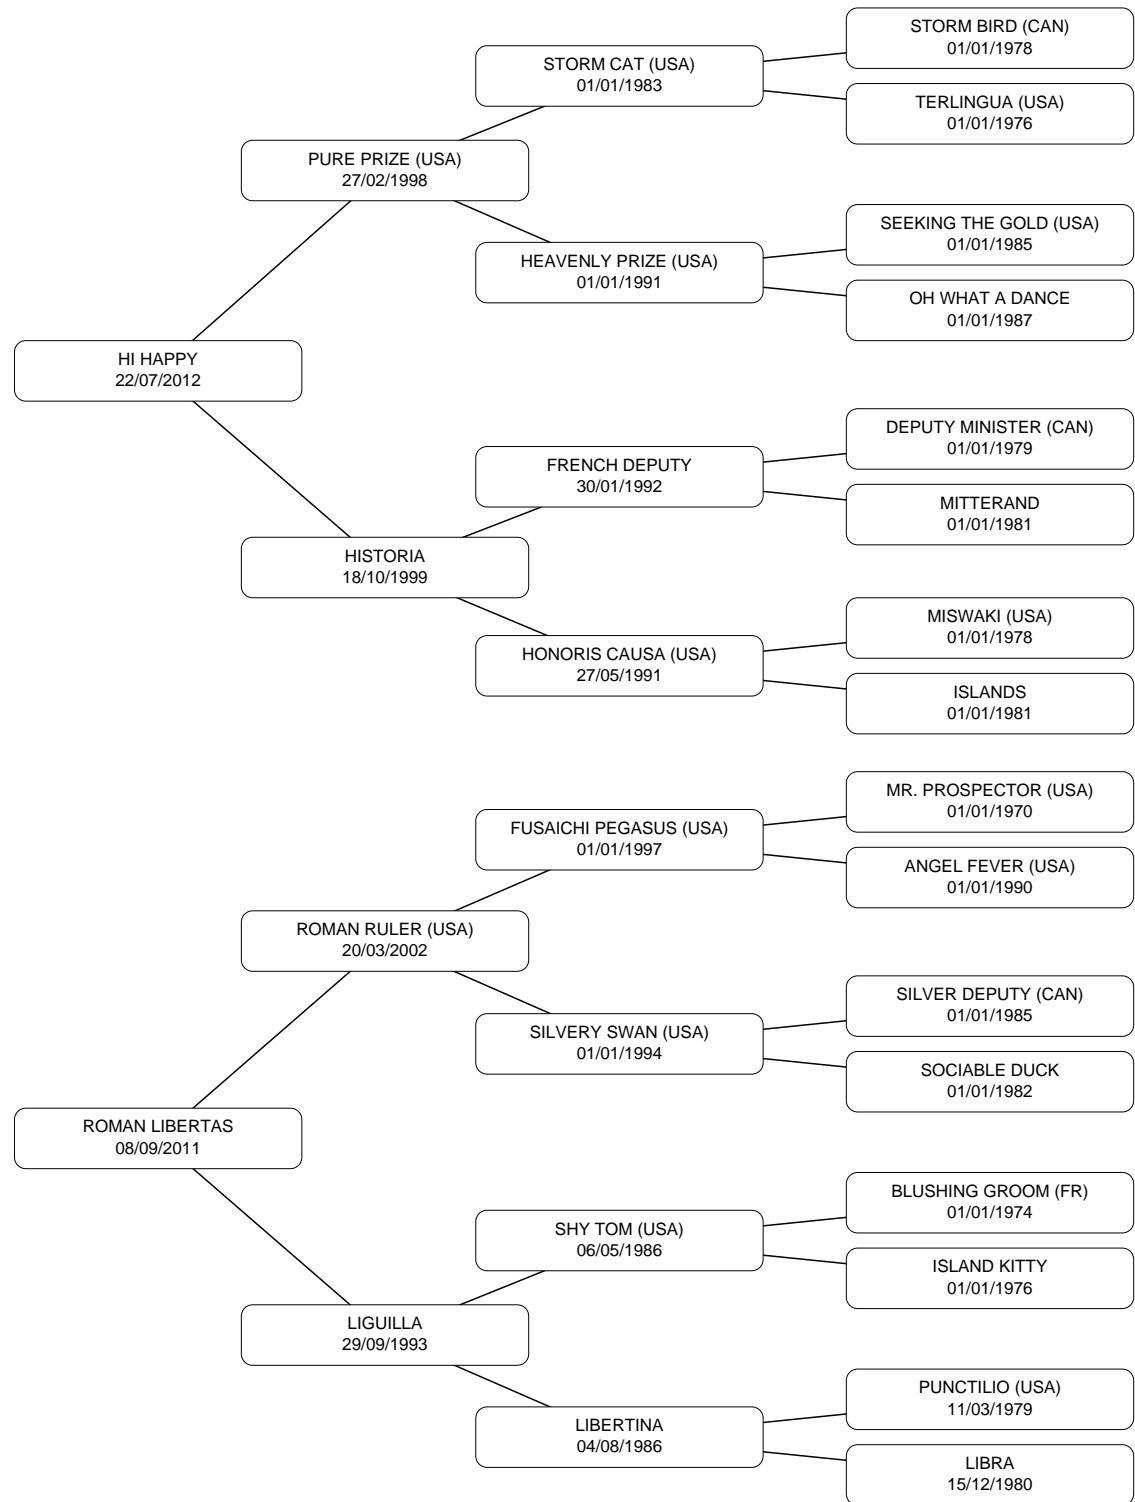 STORM BIRD (CAN)
01/01/1978
STORM CAT (USA)
01/01/1983
TERLINGUA (USA)
01/01/1976
PURE PRIZE (USA)
27/02/1998
SEEKING THE GOLD (USA)
01/01/1985
HEAVENLY PRIZE (USA)
01/01/1991
OH WHAT A DANCE
01/01/1987
HI HAPPY
22/07/2012
DEPUTY MINISTER (CAN)
01/01/1979
FRENCH DEPUTY
30/01/1992
MITTERAND
01/01/1981
HISTORIA
18/10/1999
MISWAKI (USA)
01/01/1978
HONORIS CAUSA (USA)
27/05/1991
ISLANDS
01/01/1981
MR. PROSPECTOR (USA)
01/01/1970
FUSAICHI PEGASUS (USA)
01/01/1997
ANGEL FEVER (USA)
01/01/1990
ROMAN RULER (USA)
20/03/2002
SILVER DEPUTY (CAN)
01/01/1985
SILVERY SWAN (USA)
01/01/1994
SOCIABLE DUCK
01/01/1982
ROMAN LIBERTAS
08/09/2011
BLUSHING GROOM (FR)
01/01/1974
SHY TOM (USA)
06/05/1986
ISLAND KITTY
01/01/1976
LIGUILLA
29/09/1993
PUNCTILIO (USA)
11/03/1979
LIBERTINA
04/08/1986
LIBRA
15/12/1980